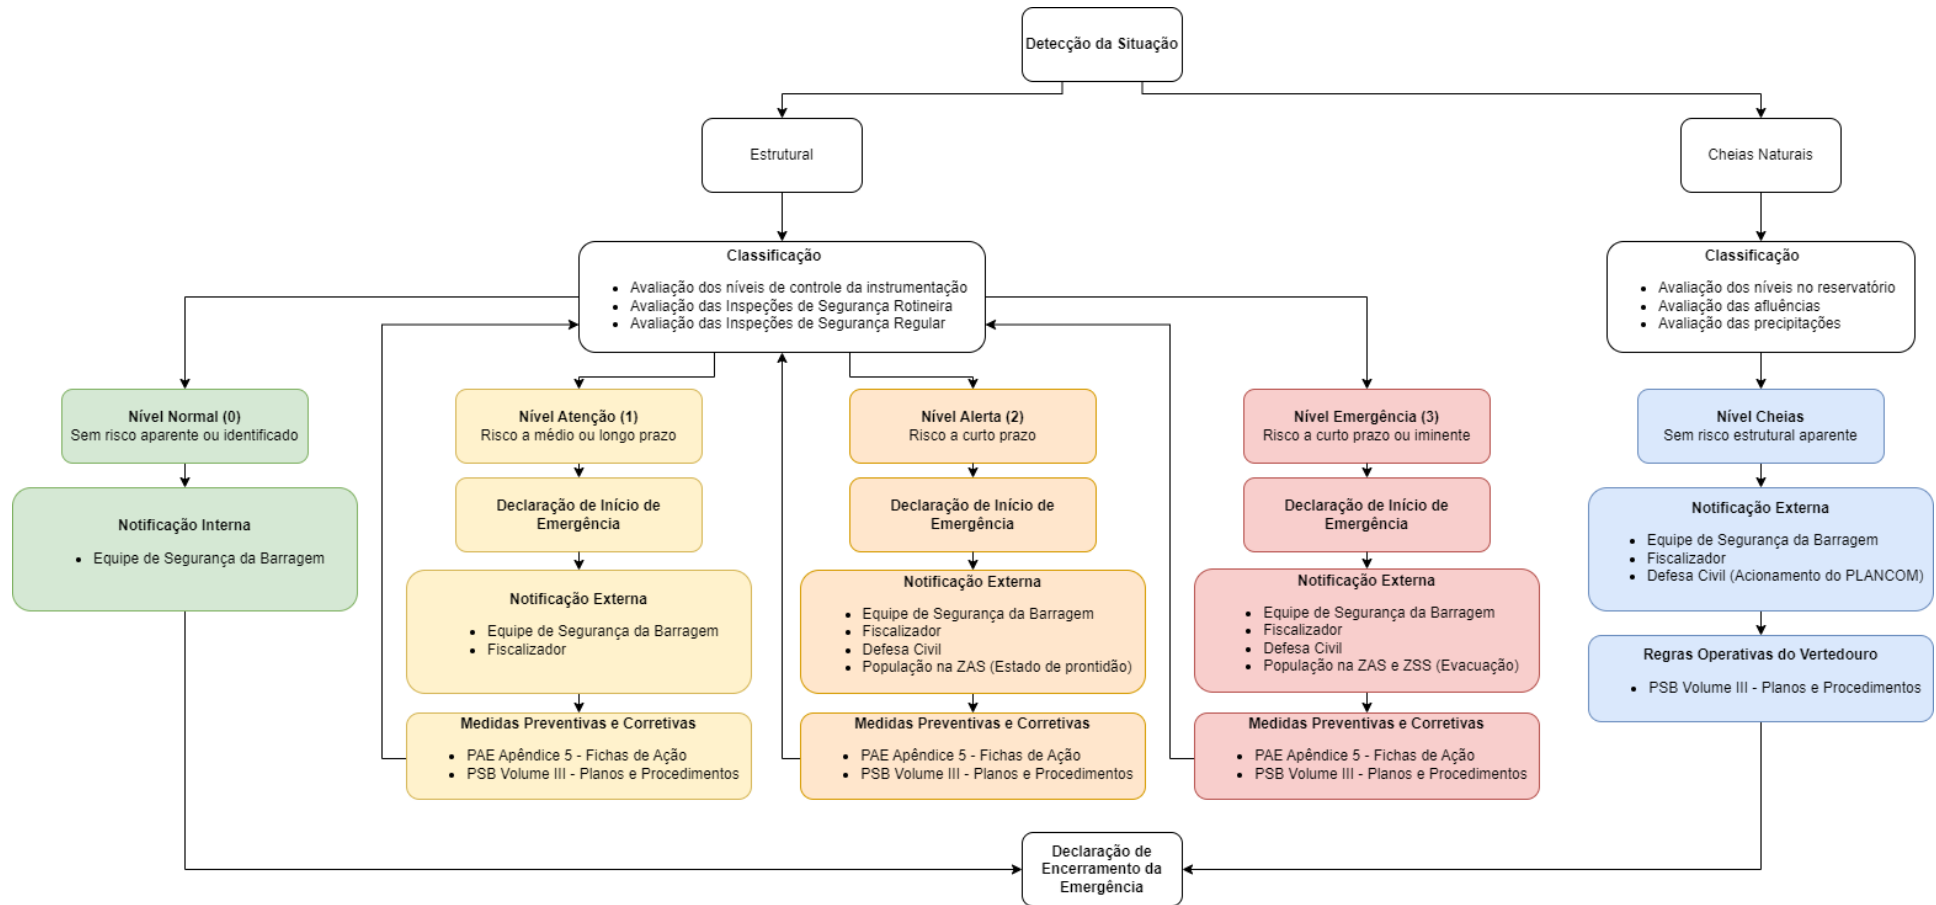 Detecção da Situação
Estrutural
Cheias Naturais
Classificação
• Avaliação dos níveis de controle da instrumentação
• Avaliação das Inspeções de Segurança Rotineira
• Avaliação das Inspeções de Segurança Regular
Classificação
• Avaliação dos níveis no reservatório
• Avaliação das afluências
• Avaliação das precipitações
Nível Normal (0)
Sem risco aparente ou identificado
Nível Atenção (1)
Risco a médio ou longo prazo
Nível Alerta (2)
Risco a curto prazo
Nível Emergência (3)
Risco a curto prazo ou iminente
Nível Cheias
Sem risco estrutural aparente
Notificação Interna
• Equipe de Segurança da Barragem
Declaração de Início de
Emergência
Declaração de Início de
Emergência
Declaração de Início de
Emergência
Notificação Externa
• Equipe de Segurança da Barragem
• Fiscalizador
• Defesa Civil (Acionamento do PLANCOM)
Notificação Externa
• Equipe de Segurança da Barragem
• Fiscalizador
Notificação Externa
• Equipe de Segurança da Barragem
• Fiscalizador
• Defesa Civil
• População na ZAS (Estado de prontidão)
Notificação Externa
• Equipe de Segurança da Barragem
• Fiscalizador
• Defesa Civil
• População na ZAS e ZSS (Evacuação)
Regras Operativas do Vertedouro
• PSB Volume III - Planos e Procedimentos
Medidas Preventivas e Corretivas
• PAE Apêndice 5 - Fichas de Ação
• PSB Volume III - Planos e Procedimentos
Medidas Preventivas e Corretivas
• PAE Apêndice 5 - Fichas de Ação
• PSB Volume III - Planos e Procedimentos
Medidas Preventivas e Corretivas
• PAE Apêndice 5 - Fichas de Ação
• PSB Volume III - Planos e Procedimentos
Declaração de
Encerramento da
Emergência